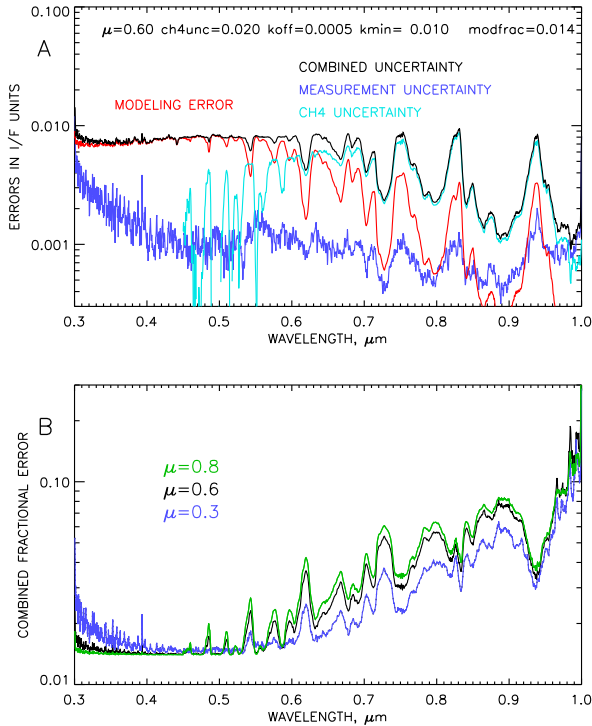 0.100
A
μ=0.60 ch4unc=0.020 koff=0.0005 kmin= 0.010 modfrac=0.014
COMBINED UNCERTAINTY
MEASUREMENT UNCERTAINTY
MODELING ERROR
CH4 UNCERTAINTY
0.010
0.001
ERRORS IN I/F UNITS
0.3 0.4 0.5 0.6 0.7 0.8 0.9 1.0
WAVELENGTH, μm
B
μ=0.8
μ=0.6
μ=0.3
0.10
0.01
COMBINED FRACTIONAL ERROR
0.3 0.4 0.5 0.6 0.7 0.8 0.9 1.0
WAVELENGTH, μm